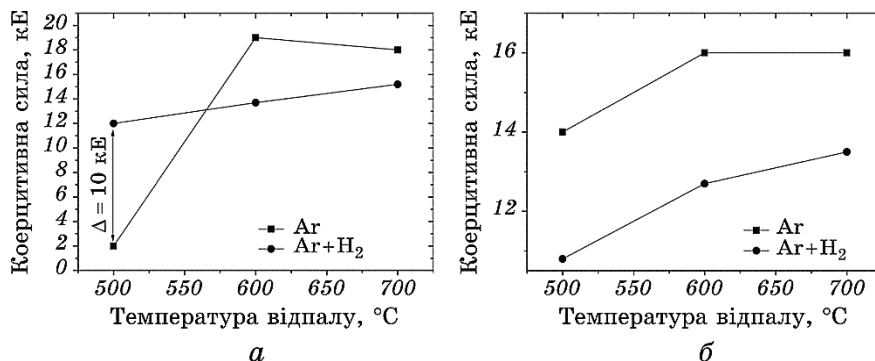 Коерцитивна сила, кЕ
20
18
16
14
12
10
8
6
4
2
0
Δ = 10 кЕ
Ar
Ar+H₂
500 550 600 650 700
Температура відпалу, °C
а
Коерцитивна сила, кЕ
16
14
12
Ar
Ar+H₂
500 550 600 650 700
Температура відпалу, °C
б